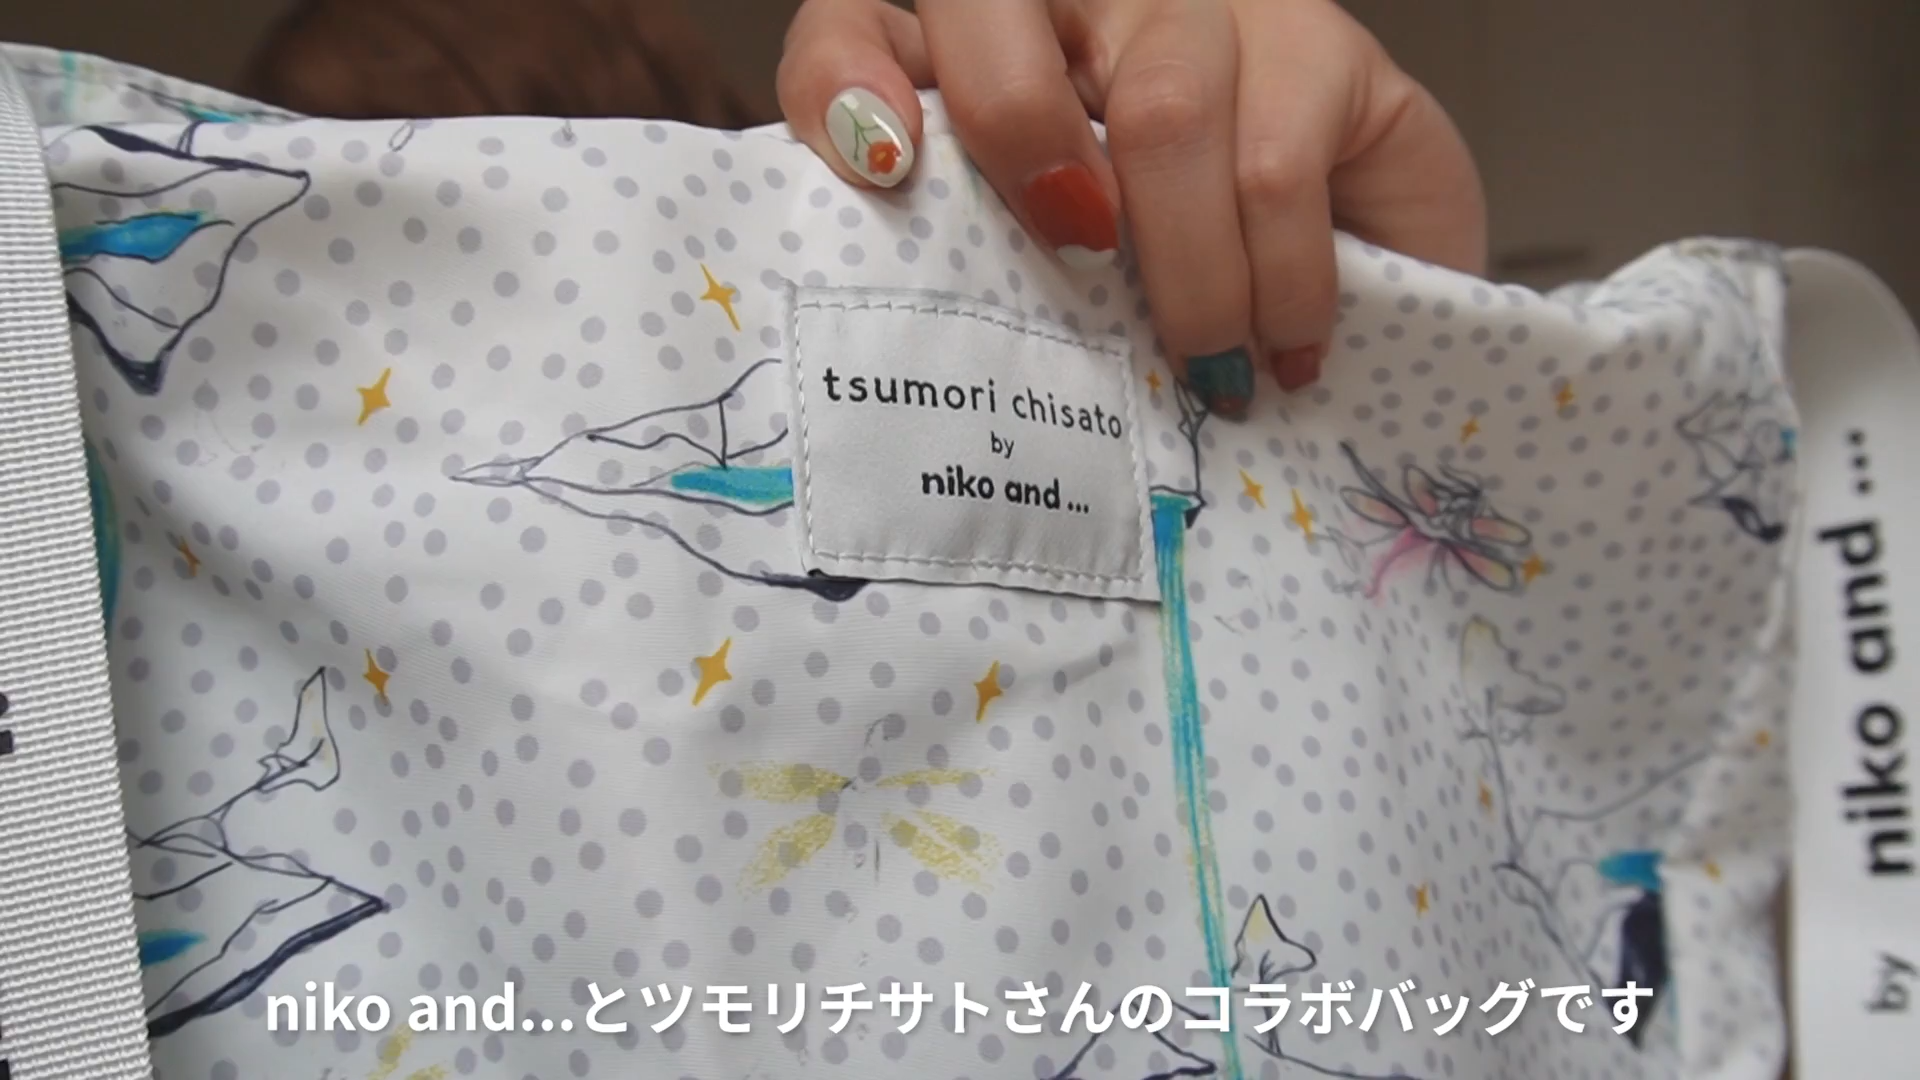 tsumori chisato
by
niko and ...
by niko and ...
niko and...とツモリチサトさんのコラボバッグです